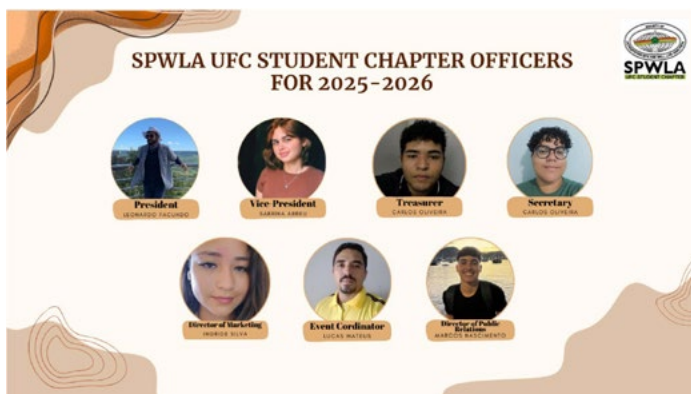 SPWLA UFC STUDENT CHAPTER OFFICERS
FOR 2025-2026
SPWLA
UFC STUDENT CHAPTER
President
LEONARDO FACUNDO
Vice-President
SABRINA ABREU
Treasurer
CARLOS OLIVEIRA
Secretary
CARLOS OLIVEIRA
Director of Marketing
INGRIDE SILVA
Event Cordinator
LUCAS MATEUS
Director of Public
Relations
MARCOS NASCIMENTO